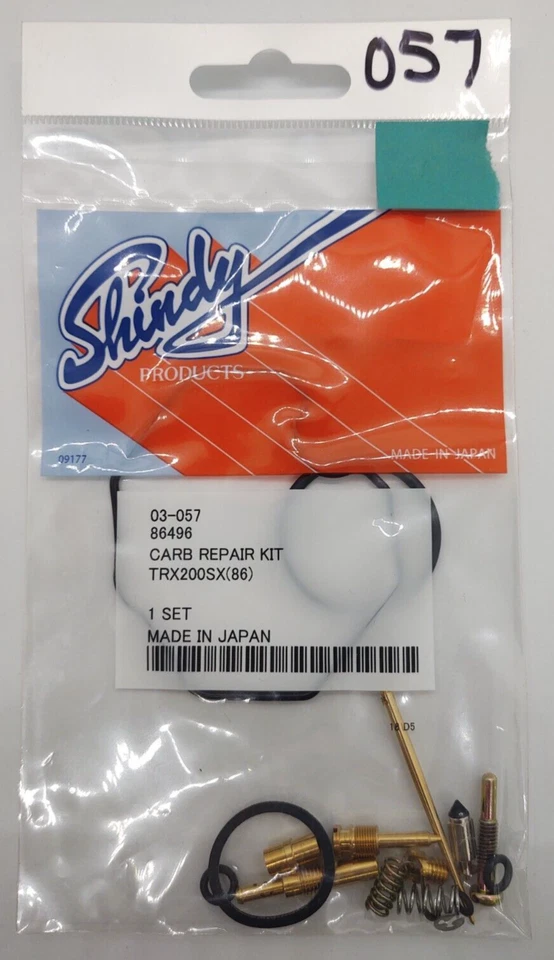 057
Shindy
PRODUCTS
09177
MADE IN JAPAN
03-057
86496
CARB REPAIR KIT
TRX200SX(86)
1 SET
MADE IN JAPAN